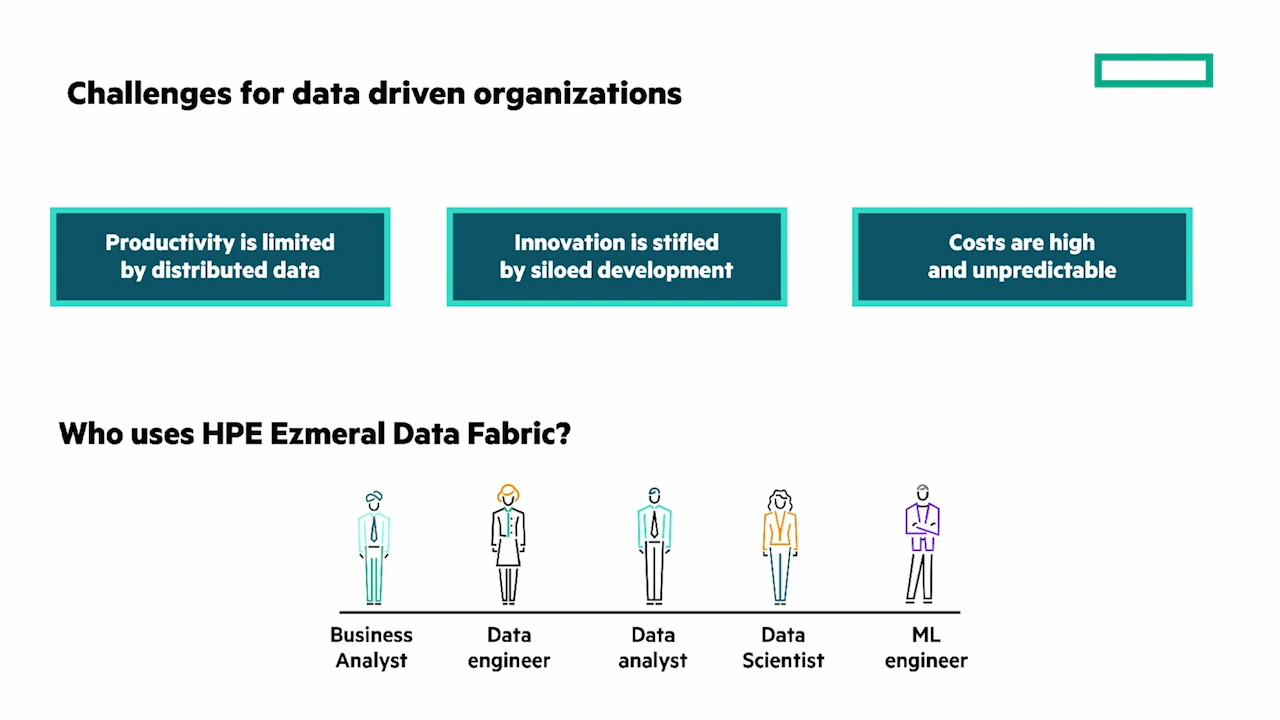 Challenges for data driven organizations
Productivity is limited
by distributed data
Innovation is stifled
by siloed development
Costs are high
and unpredictable
Who uses HPE Ezmeral Data Fabric?
Business
Analyst
Data
engineer
Data
analyst
Data
Scientist
ML
engineer